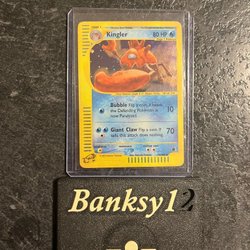 Kingler
80 HP
Bubble Flip a coin. If heads,
the Defending Pokémon is
now Paralyzed.
10
Giant Claw Flip a coin. If tails,
this attack does nothing.
70
Banksy12